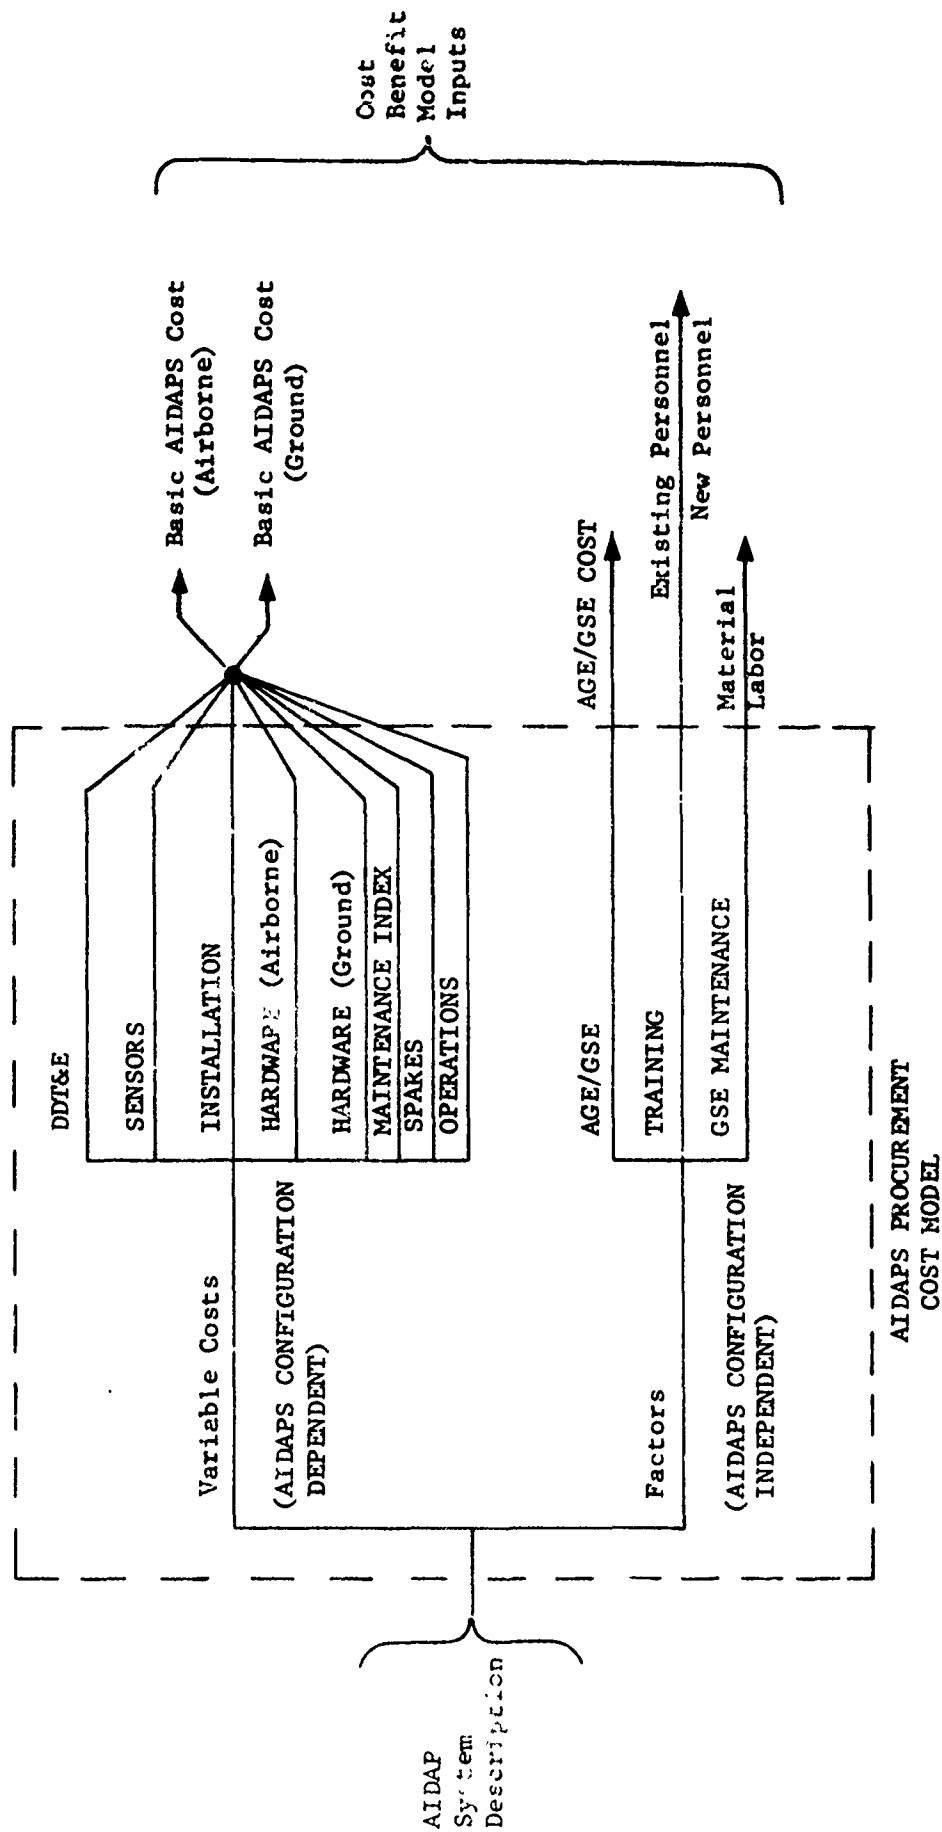 AIDAP
System
Description
Variable Costs
(AIDAPS CONFIGURATION
DEPENDENT)
Factors
(AIDAPS CONFIGURATION
INDEPENDENT)
DDT&E
SENSORS
INSTALLATION
HARDWARE (Airborne)
HARDWARE (Ground)
MAINTENANCE INDEX
SPAKES
OPERATIONS
AGE/GSE
TRAINING
GSE MAINTENANCE
Basic AIDAPS Cost
(Airborne)
Basic AIDAPS Cost
(Ground)
AGE/GSE COST
Existing Personnel
New Personnel
Material
Labor
Cost
Benefit
Model
Inputs
AIDAPS PROCUREMENT
COST MODEL